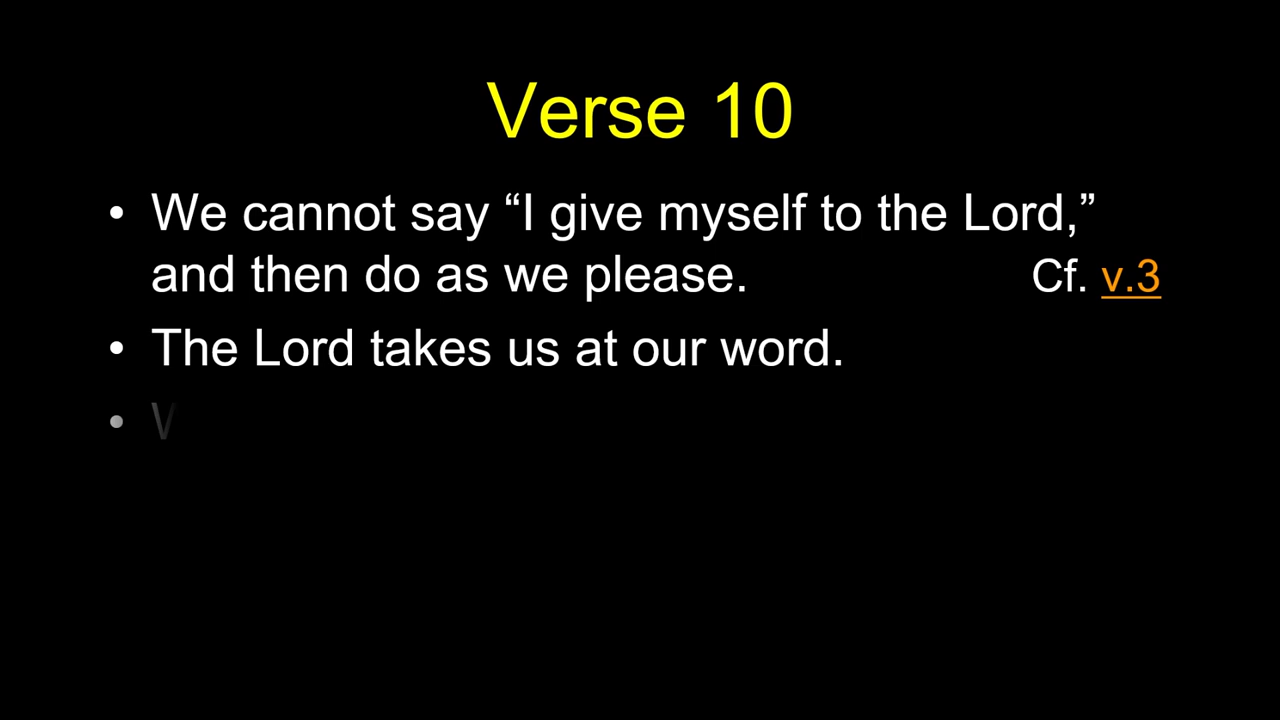 Verse 10
• We cannot say “I give myself to the Lord,”
and then do as we please. Cf. v.3
• The Lord takes us at our word.
•